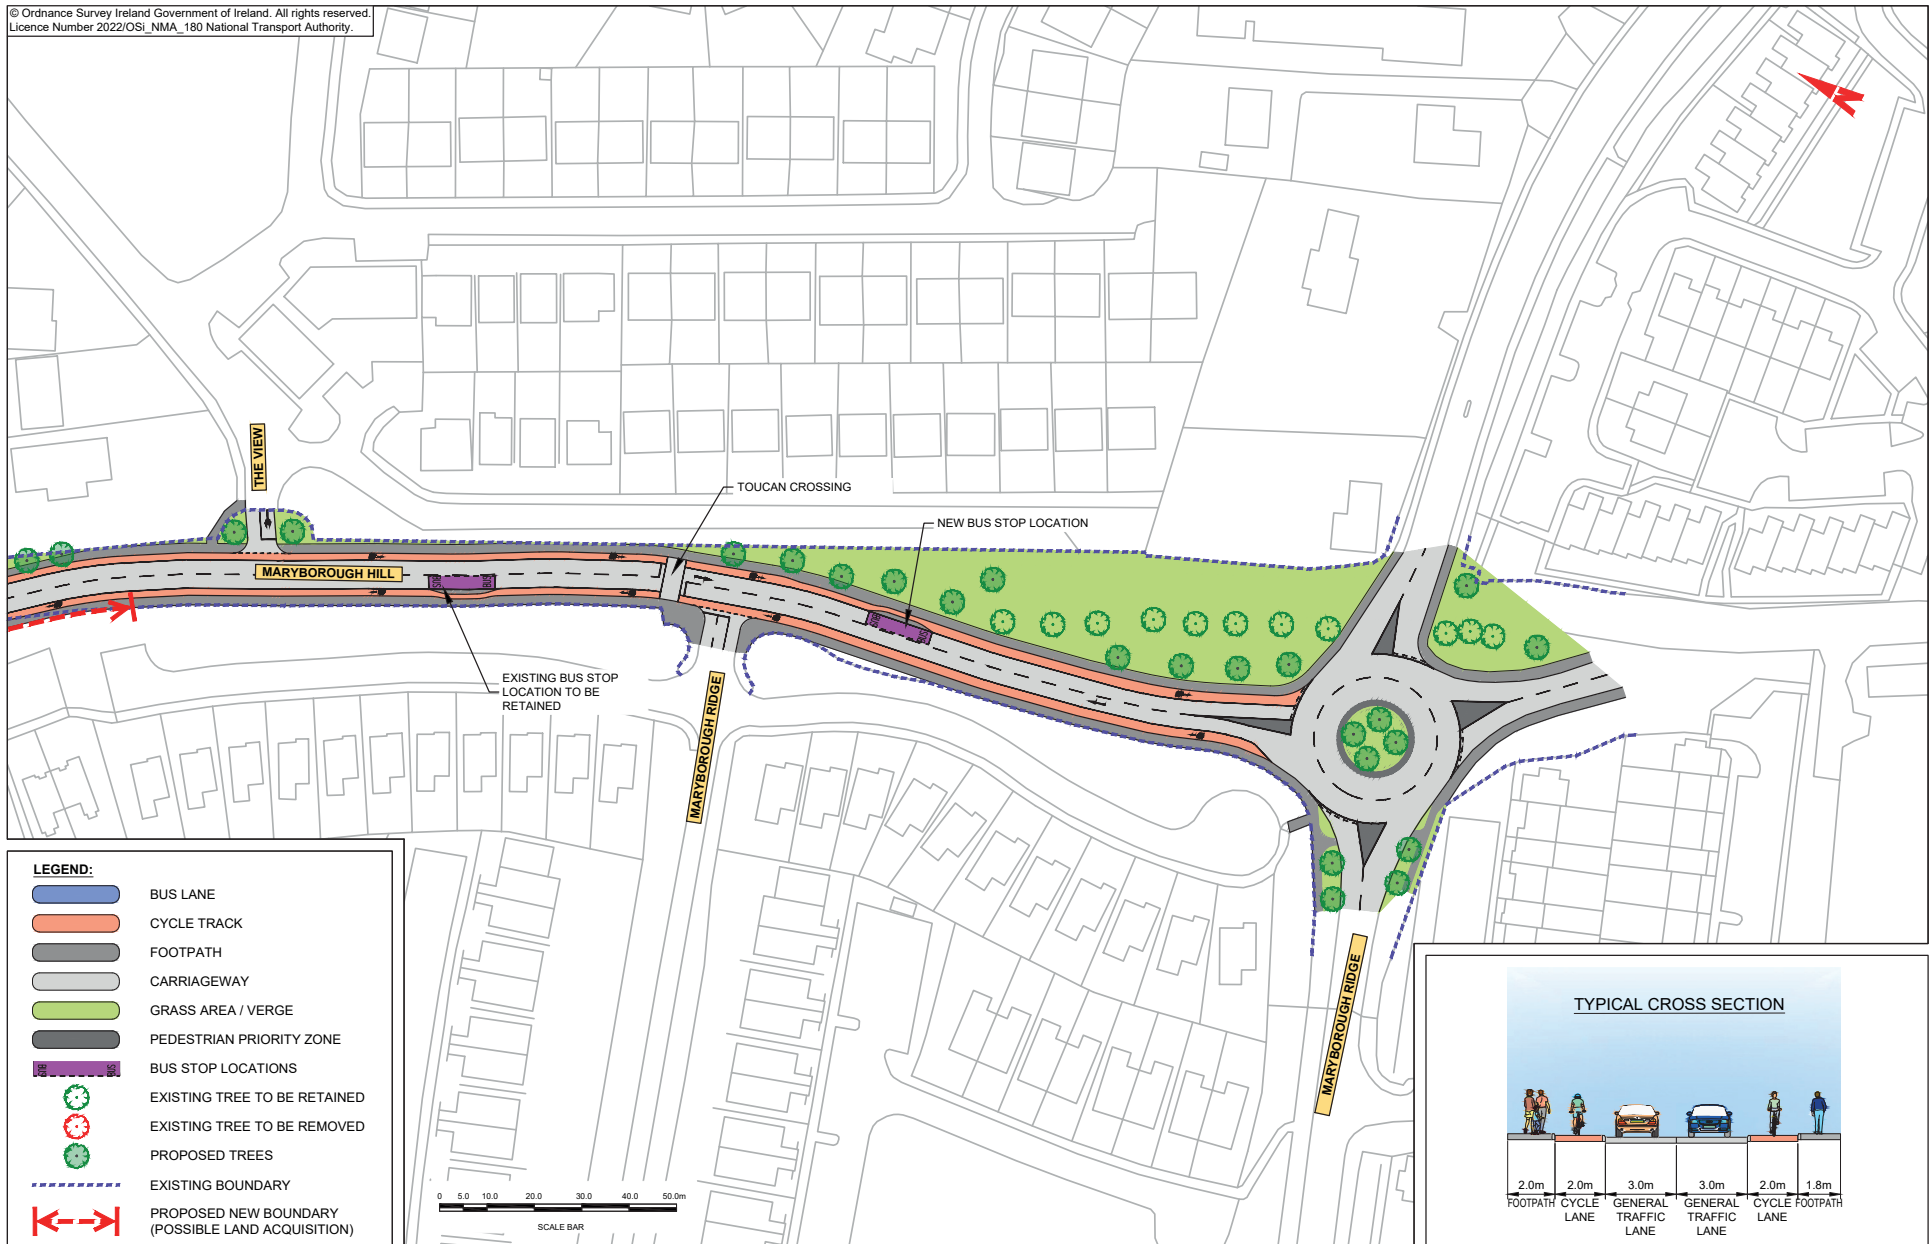 © Ordnance Survey Ireland Government of Ireland. All rights reserved.
Licence Number 2022/OSi_NMA_180 National Transport Authority.
N
THE VIEW
TOUCAN CROSSING
NEW BUS STOP LOCATION
MARYBOROUGH HILL
BUS
BUS
BUS
BUS
EXISTING BUS STOP
LOCATION TO BE
RETAINED
MARYBOROUGH RIDGE
MARYBOROUGH RIDGE
LEGEND:
BUS LANE
CYCLE TRACK
FOOTPATH
CARRIAGEWAY
GRASS AREA / VERGE
PEDESTRIAN PRIORITY ZONE
BUS
BUS
BUS STOP LOCATIONS
EXISTING TREE TO BE RETAINED
EXISTING TREE TO BE REMOVED
PROPOSED TREES
EXISTING BOUNDARY
PROPOSED NEW BOUNDARY
(POSSIBLE LAND ACQUISITION)
0 5.0 10.0 20.0 30.0 40.0 50.0m
SCALE BAR
TYPICAL CROSS SECTION
2.0m 2.0m 3.0m 3.0m 2.0m 1.8m
FOOTPATH CYCLE GENERAL GENERAL CYCLE FOOTPATH
LANE TRAFFIC TRAFFIC LANE
LANE LANE